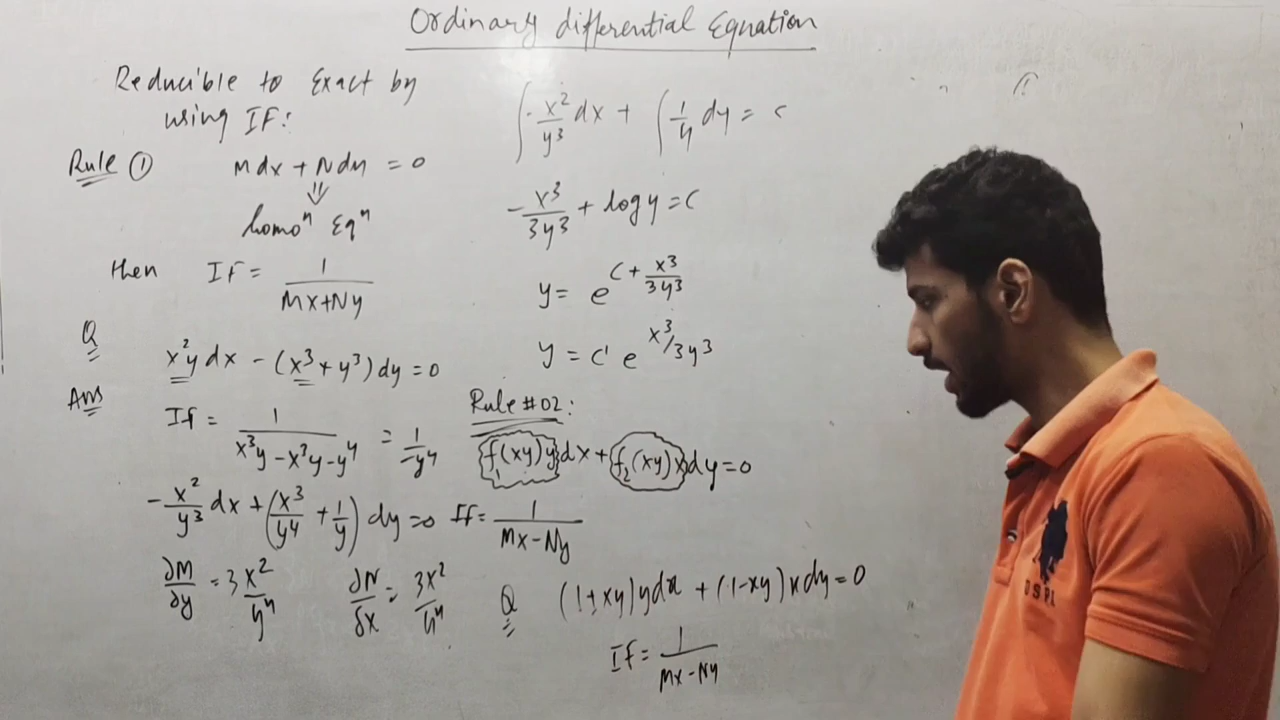 Ordinary differential Equation
Reducible to Exact by
using IF:
Rule ① Mdx + Ndy = 0
⇓
homoⁿ Eqⁿ
then IF = 1/(Mx+Ny)
Q
x²y dx - (x³ + y³) dy = 0
Ans
If = 1/(x³y - x³y - y⁴) = 1/-y⁴
-x²/y³ dx + (x³/y⁴ + 1/y) dy = 0
∂M/∂y = 3x²/y⁴ ∂N/∂x = 3x²/y⁴
∫-x²/y³ dx + ∫1/y dy = c
-x³/3y³ + log y = C
y = e^(C + x³/3y³)
y = C' e^(x³/3y³)
Rule #02:
f₁(xy)y dx + f₂(xy)x dy = 0
If = 1/(Mx-Ny)
Q (1+xy)ydx + (1-xy)xdy = 0
If = 1/(Mx-Ny)